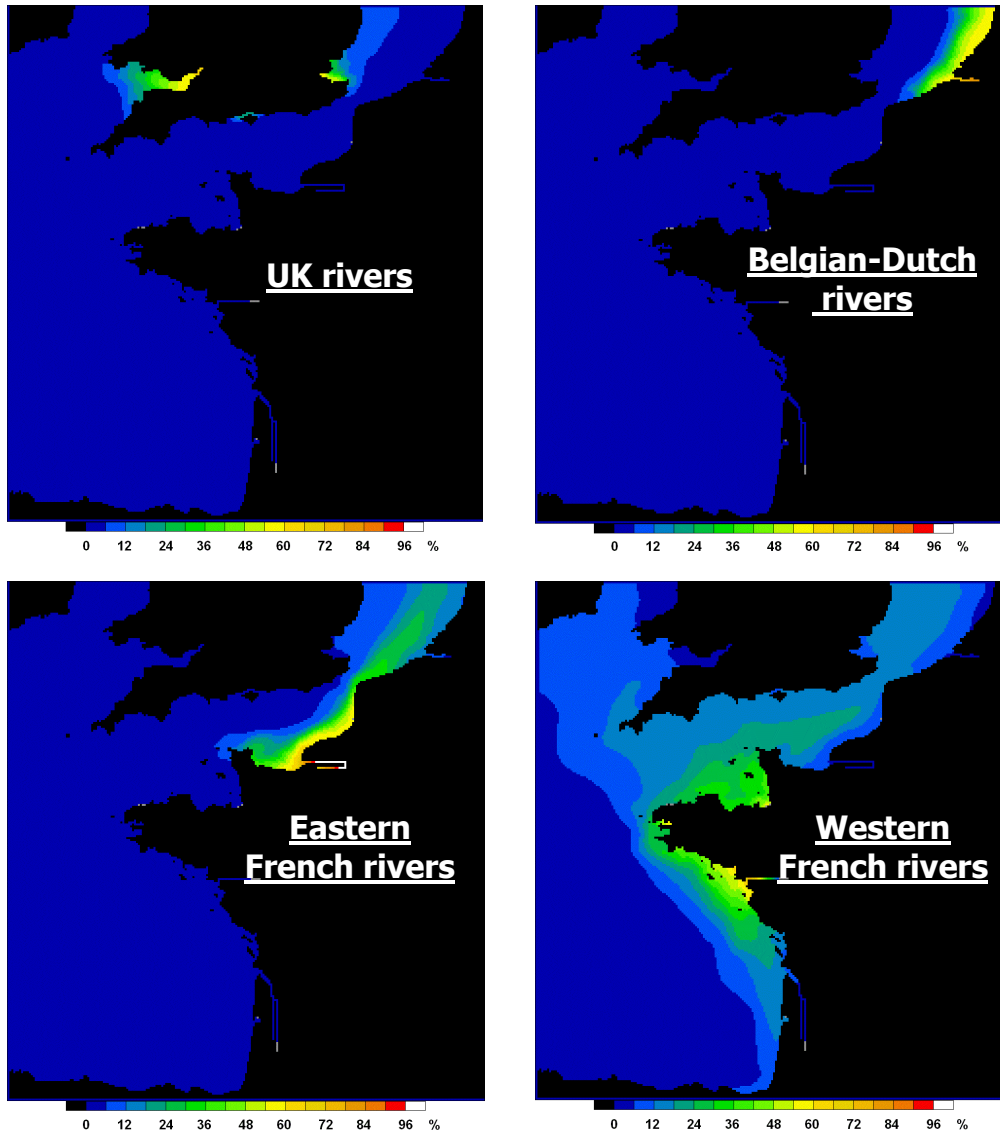 UK rivers
0 12 24 36 48 60 72 84 96 %
Belgian-Dutch
rivers
0 12 24 36 48 60 72 84 96 %
Eastern
French rivers
0 12 24 36 48 60 72 84 96 %
Western
French rivers
0 12 24 36 48 60 72 84 96 %